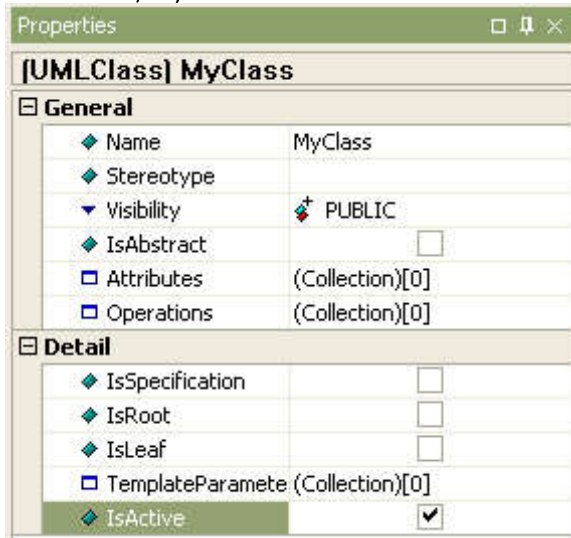 Properties
(UMLClass) MyClass
General
Name MyClass
Stereotype
Visibility PUBLIC
IsAbstract
Attributes (Collection)[0]
Operations (Collection)[0]
Detail
IsSpecification
IsRoot
IsLeaf
TemplateParamete (Collection)[0]
IsActive